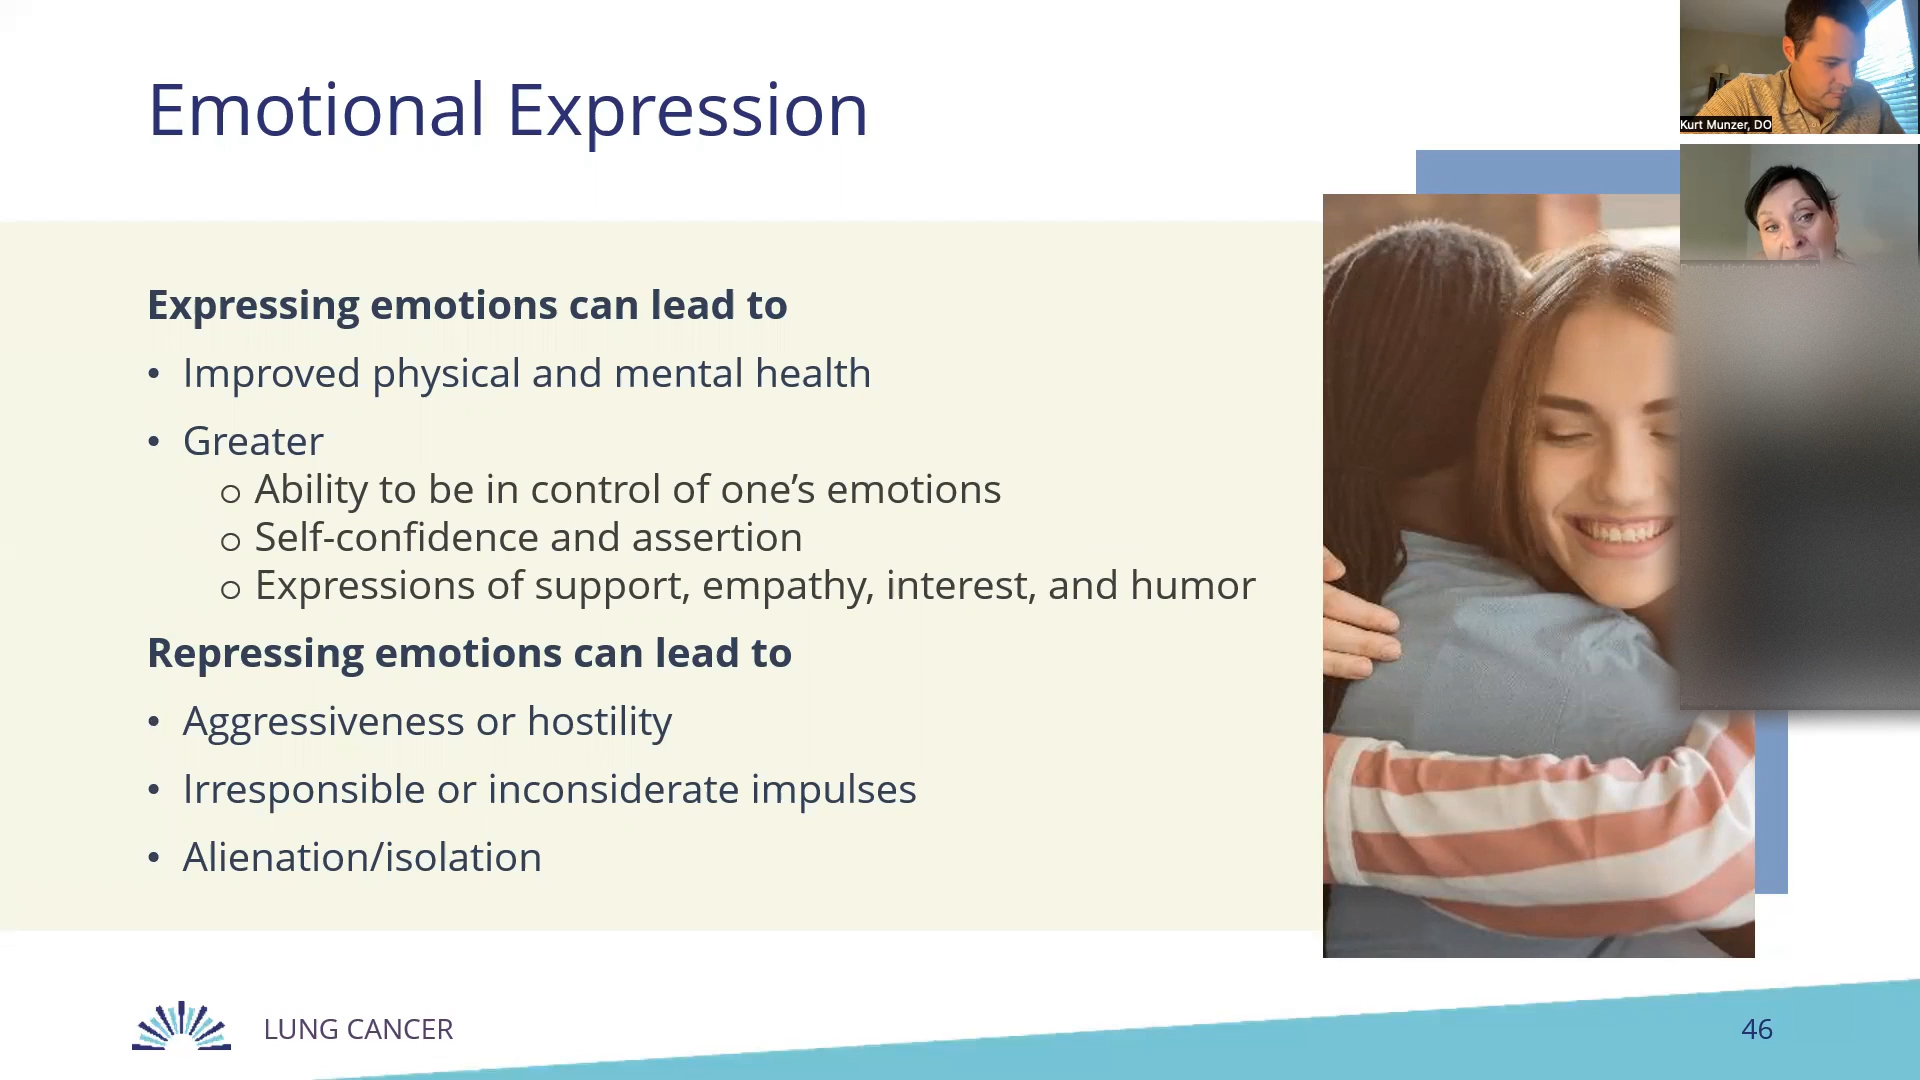 Emotional Expression
Kurt Munzer, DO
Expressing emotions can lead to
• Improved physical and mental health
• Greater
o Ability to be in control of one’s emotions
o Self-confidence and assertion
o Expressions of support, empathy, interest, and humor
Repressing emotions can lead to
• Aggressiveness or hostility
• Irresponsible or inconsiderate impulses
• Alienation/isolation
LUNG CANCER
46